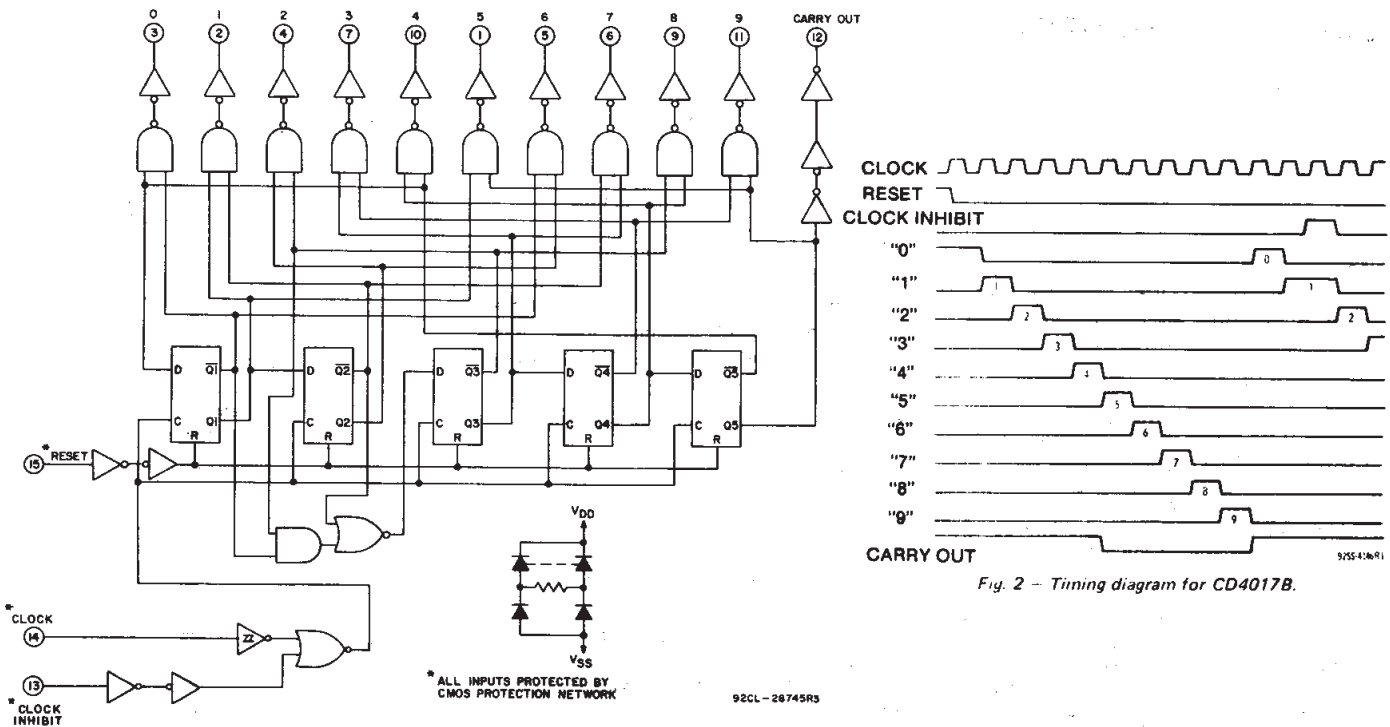 0 1 2 3 4 5 6 7 8 9 CARRY OUT
3 2 4 7 10 1 5 6 9 11 12
D Q1 D Q2 D Q3 D Q4 D Q5
C Q1 C Q2 C Q3 C Q4 C Q5
R R R R R
15 * RESET
VDD
* CLOCK
14
13
* CLOCK
INHIBIT
VSS
* ALL INPUTS PROTECTED BY
CMOS PROTECTION NETWORK
92CL-28745R3
CLOCK
RESET
CLOCK INHIBIT
"0" 0
"1" 1 1
"2" 2 2
"3" 3
"4" 4
"5" 5
"6" 6
"7" 7
"8" 8
"9" 9
CARRY OUT
Fig. 2 – Timing diagram for CD4017B.